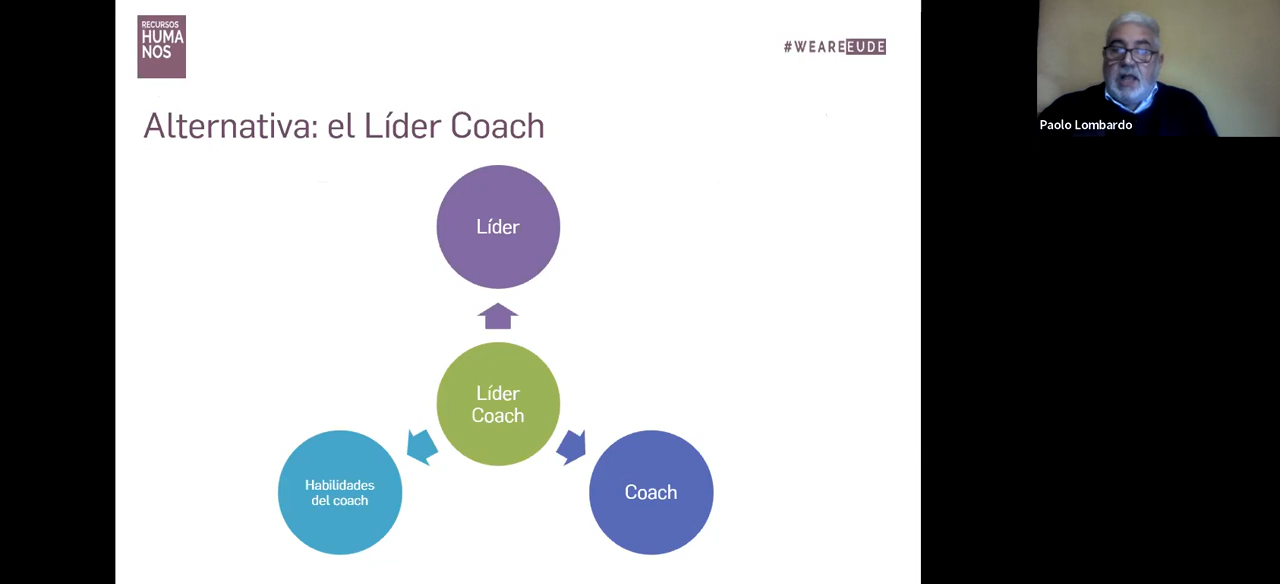 RECURSOS
HUMA
NOS
#WEAREEUDE
Paolo Lombardo
Alternativa: el Líder Coach
Líder
Líder
Coach
Habilidades
del coach
Coach